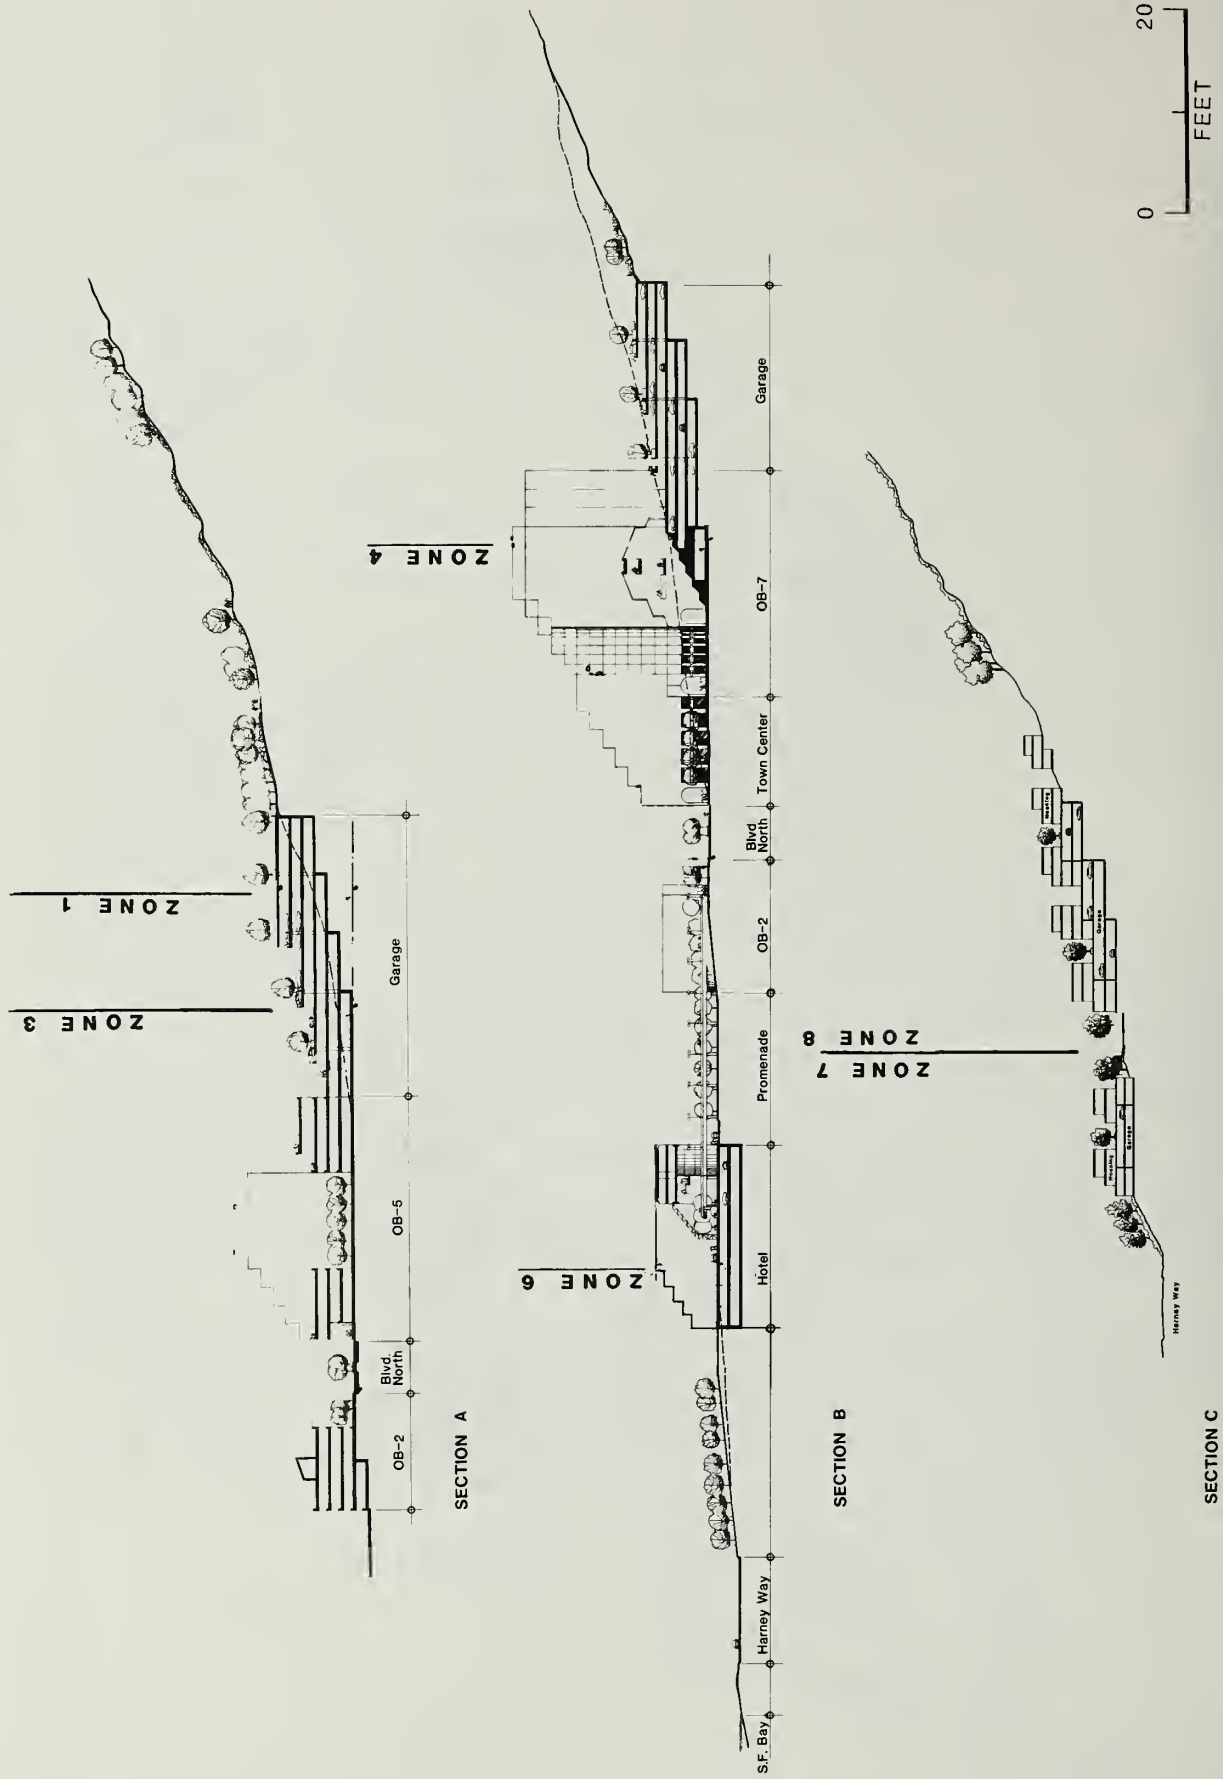 ZONE 1
ZONE 3
OB-2
Blvd.
North
OB-5
Garage
SECTION A
ZONE 4
ZONE 6
S.F. Bay
Harney Way
Hotel
Promenade
OB-2
Blvd
North
Town Center
OB-7
Garage
SECTION B
ZONE 8
ZONE 7
Harney Way
Housing
Garage
Garage
Housing
SECTION C
0
20
FEET